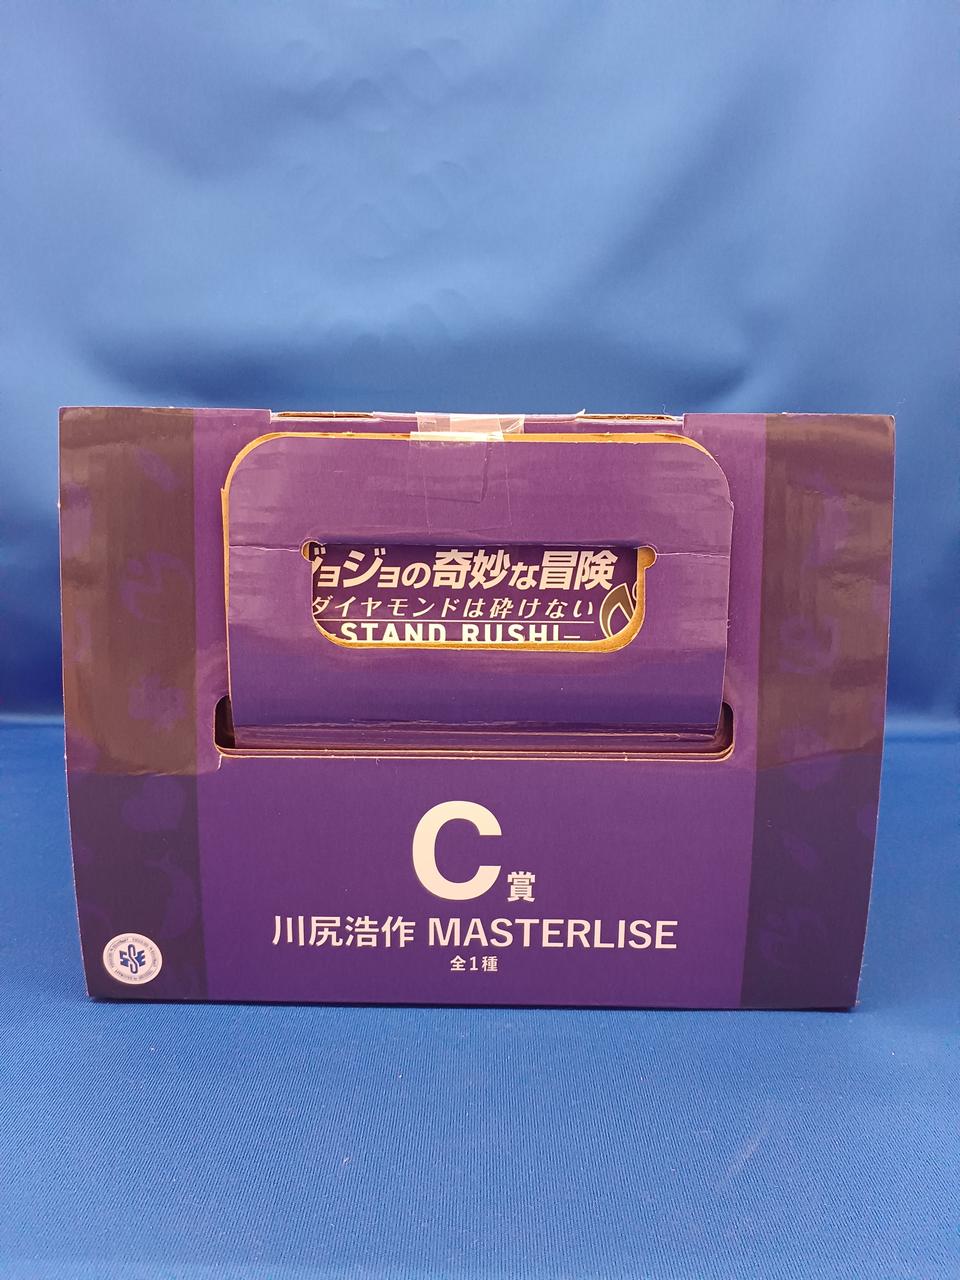 ジョジョの奇妙な冒険
ダイヤモンドは砕けない
STAND RUSH!
C賞
川尻浩作 MASTERLISE
全1種